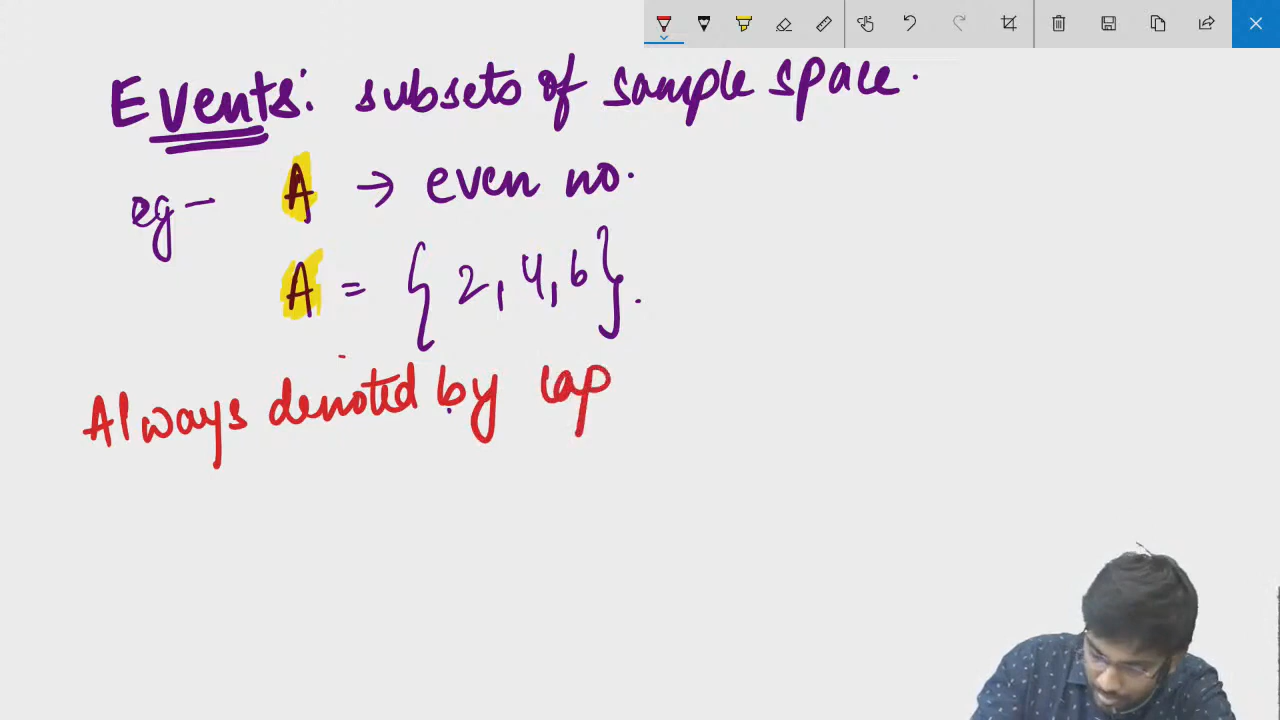 Events: subsets of sample space.
eg - A → even no.
A = { 2, 4, 6 }.
Always denoted by cap